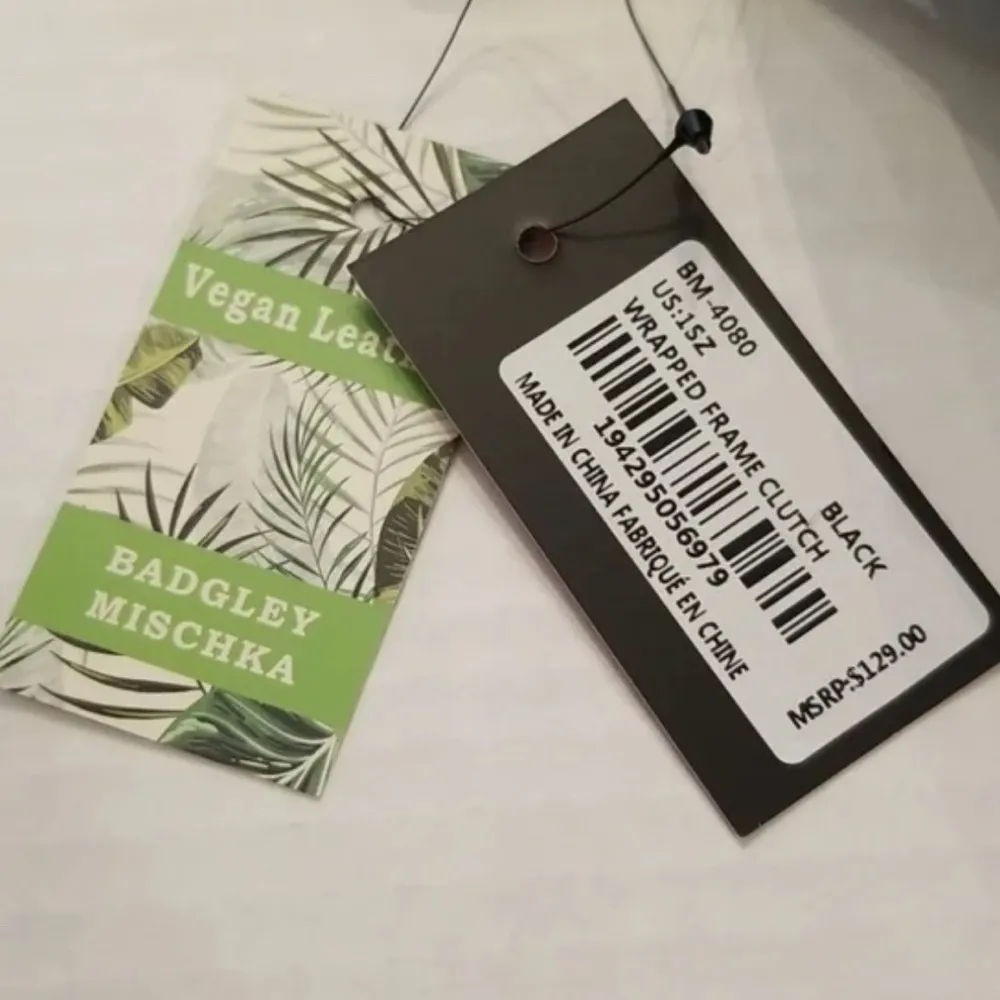 Vegan Leat
BADGLEY
MISCHKA
BM-4080
US:1SZ BLACK
WRAPPED FRAME CLUTCH
194295056979
MADE IN CHINA FABRIQUÉ EN CHINE
MSRP:$129.00